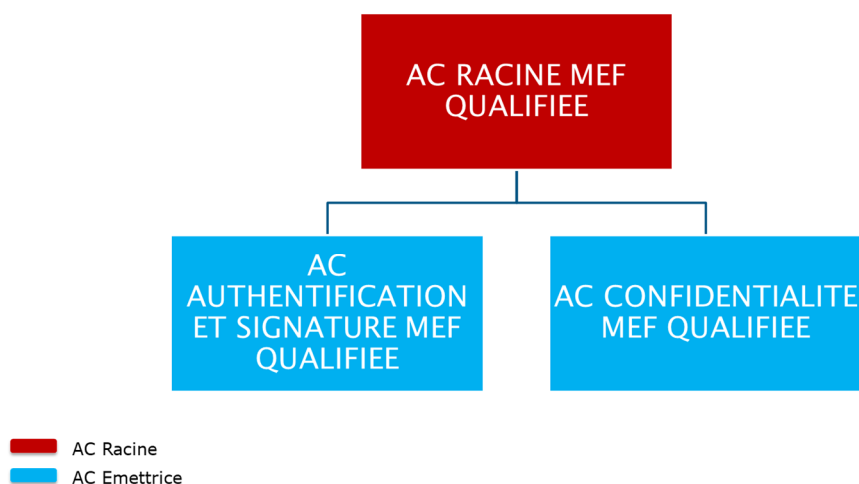 AC RACINE MEF
QUALIFIEE
AC
AUTHENTIFICATION
ET SIGNATURE MEF
QUALIFIEE
AC CONFIDENTIALITE
MEF QUALIFIEE
AC Racine
AC Emettrice